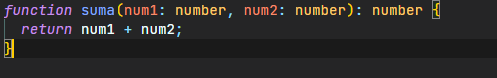 function suma(num1: number, num2: number): number {
  return num1 + num2;
}